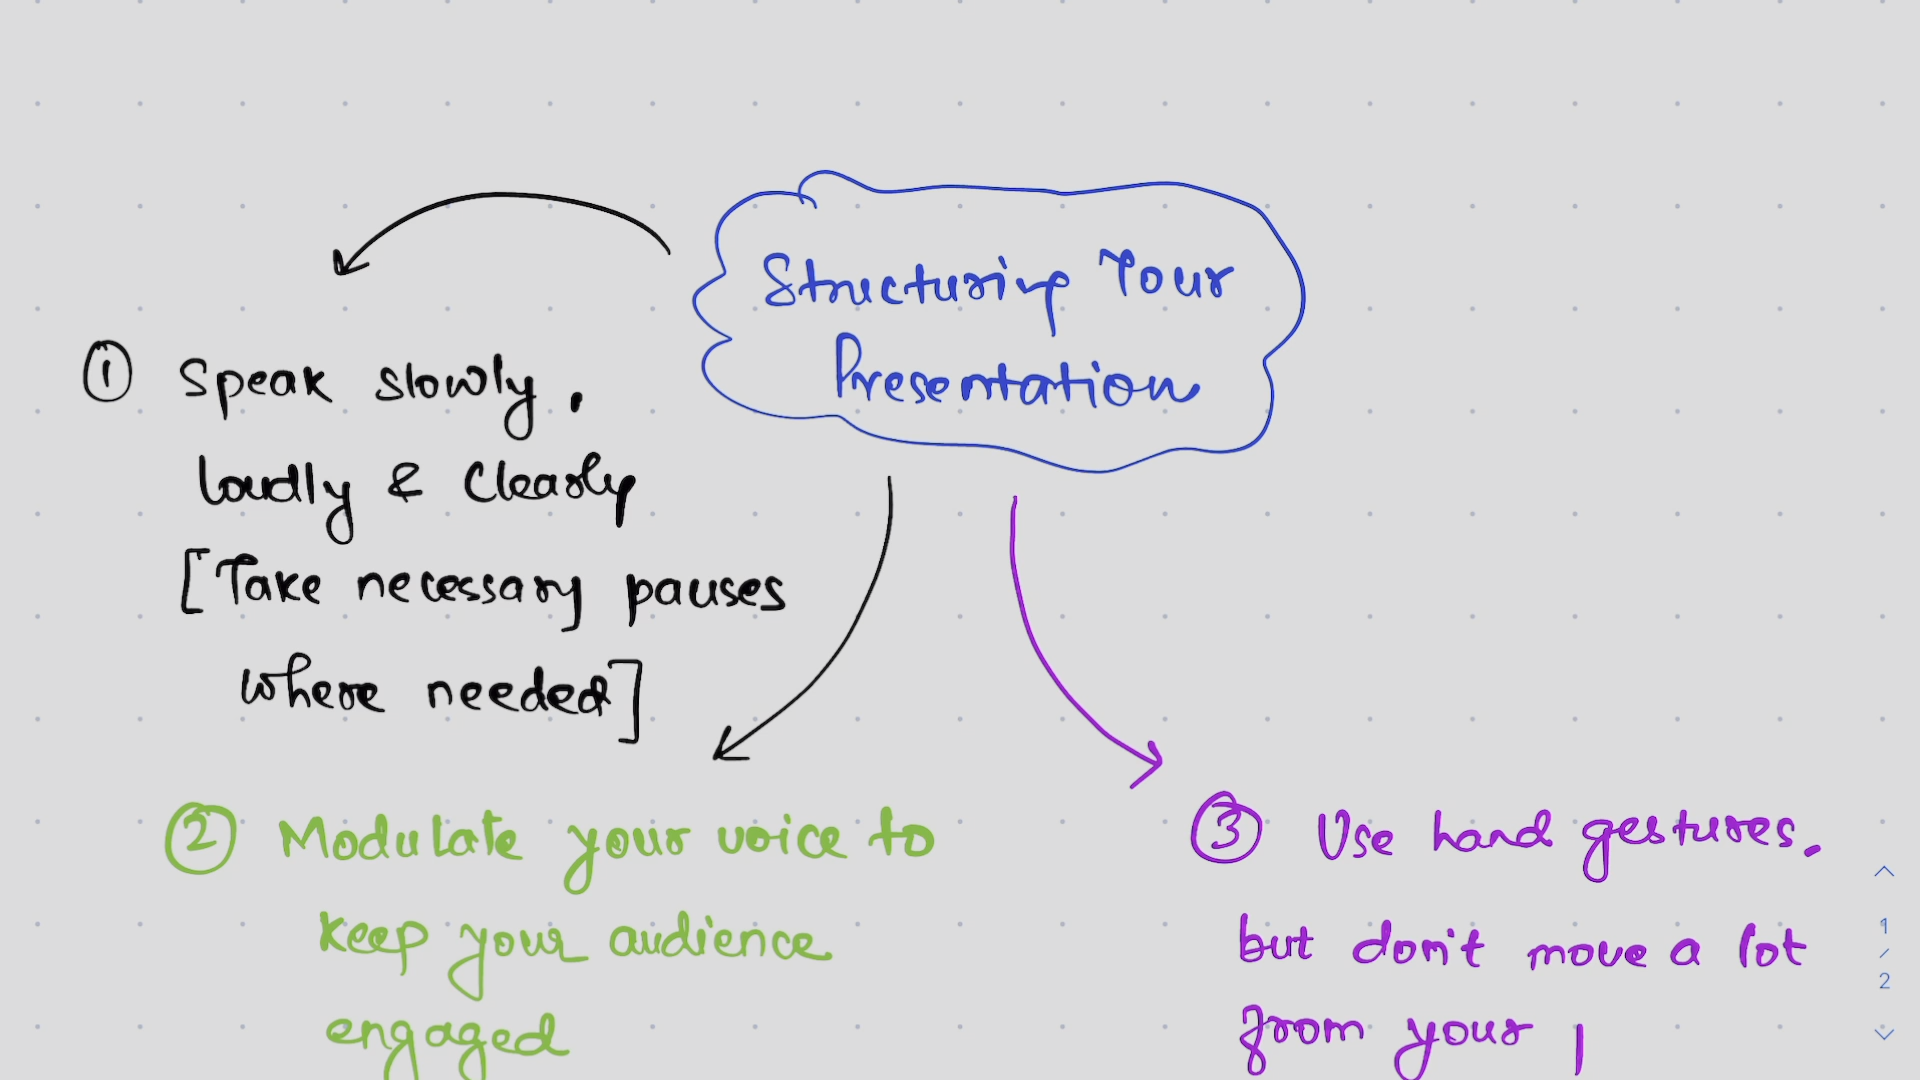 Structuring Your
Presentation
① Speak slowly,
loudly & Clearly
[Take necessary pauses
where needed]
② Modulate your voice to
keep your audience
engaged
③ Use hand gestures.
but don't move a lot
from your
1
/
2